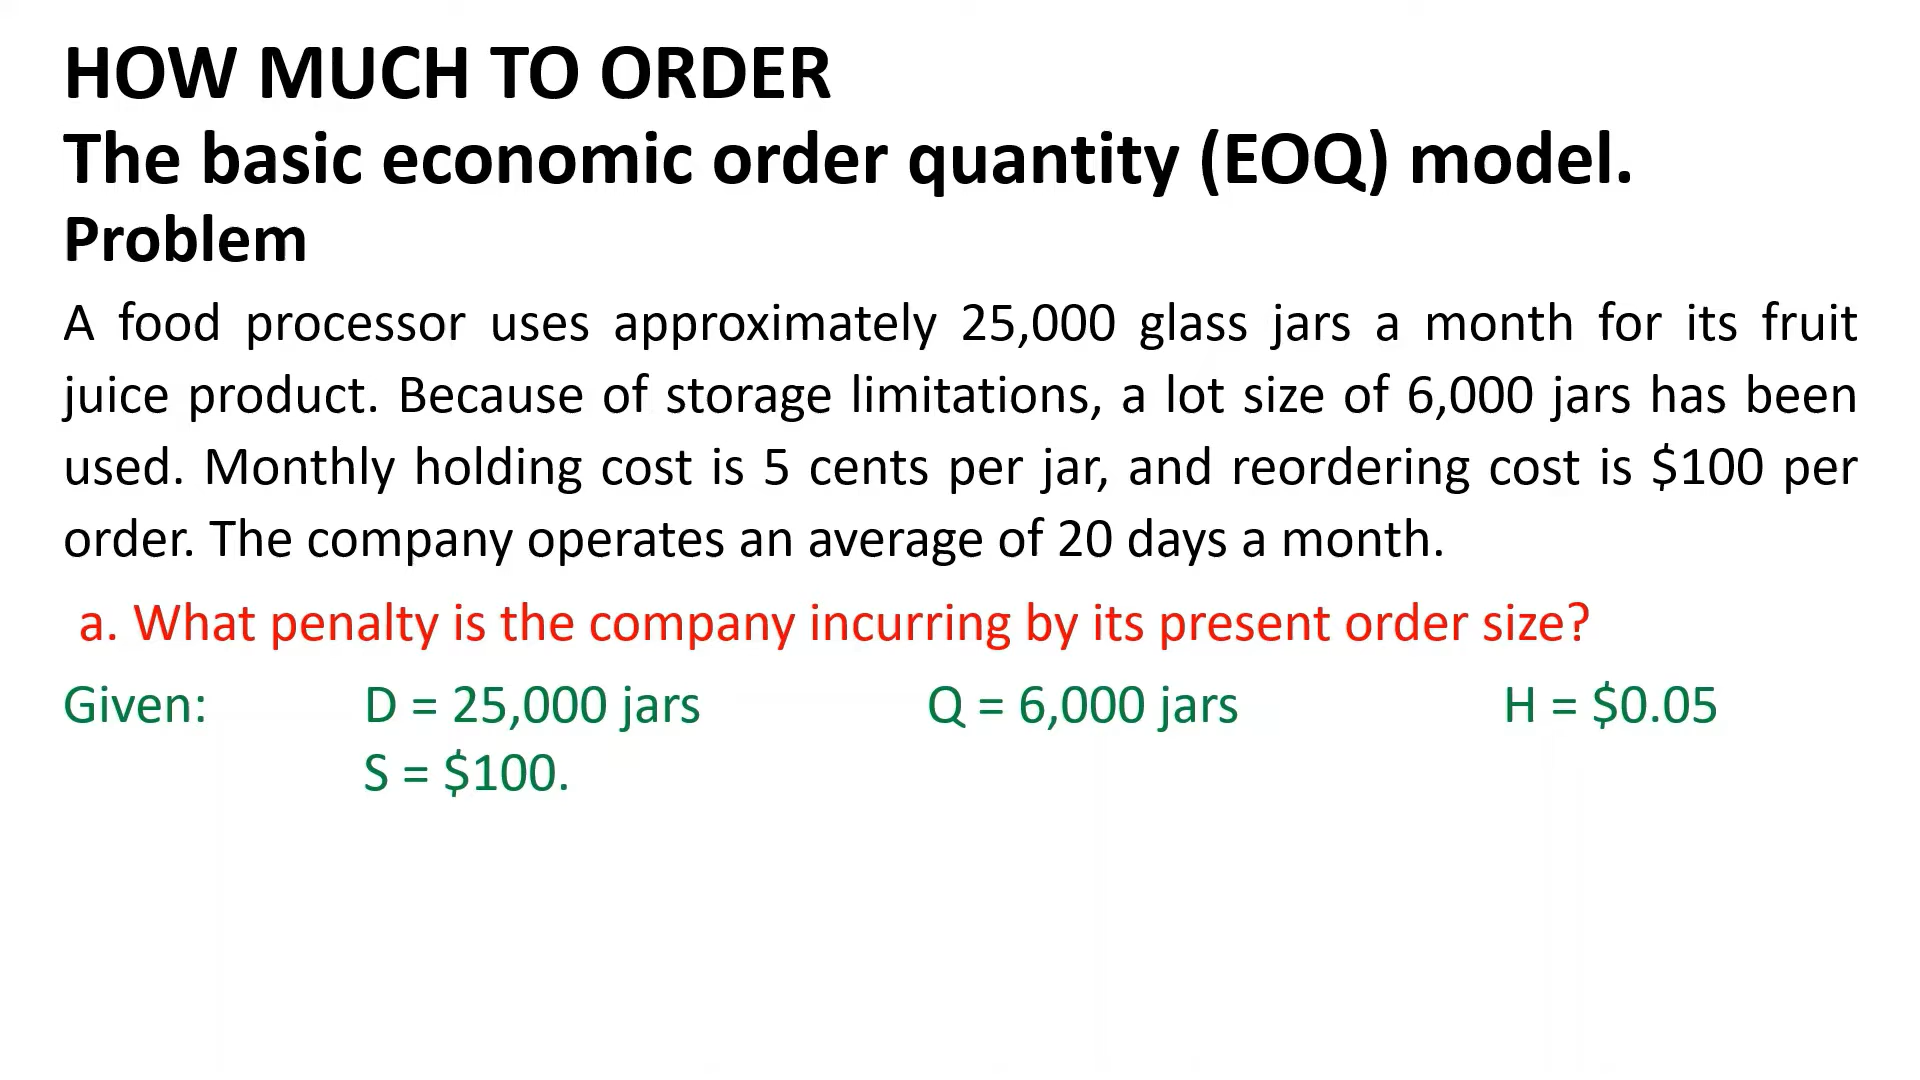 HOW MUCH TO ORDER
The basic economic order quantity (EOQ) model.
Problem
A food processor uses approximately 25,000 glass jars a month for its fruit
juice product. Because of storage limitations, a lot size of 6,000 jars has been
used. Monthly holding cost is 5 cents per jar, and reordering cost is $100 per
order. The company operates an average of 20 days a month.
a. What penalty is the company incurring by its present order size?
Given: D = 25,000 jars Q = 6,000 jars H = $0.05
S = $100.